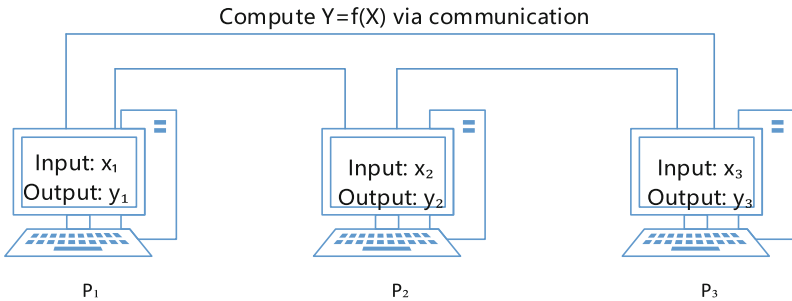 Compute Y=f(X) via communication
Input: x₁
Output: y₁
Input: x₂
Output: y₂
Input: x₃
Output: y₃
P₁
P₂
P₃